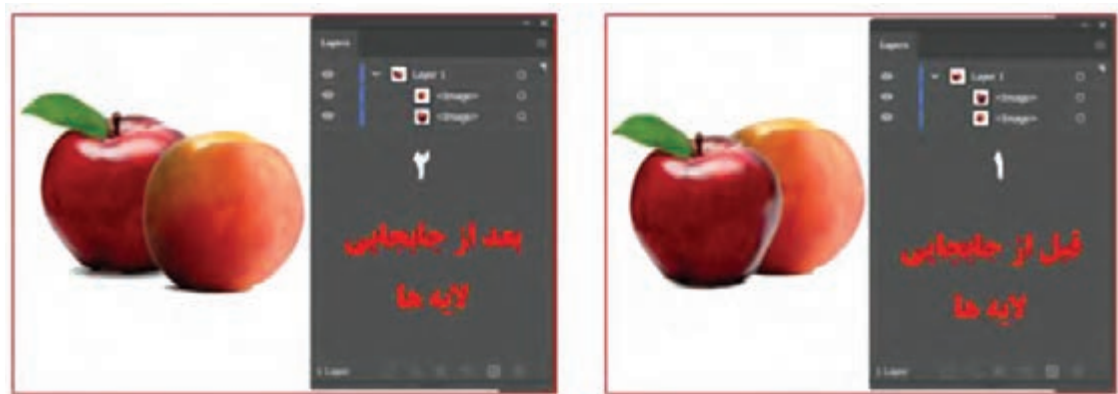 Layers
Layer 1
<Image>
<Image>
۱
قبل از جابجایی
لایه ها
1 Layer
Layers
Layer 1
<Image>
<Image>
۲
بعد از جابجایی
لایه ها
1 Layer